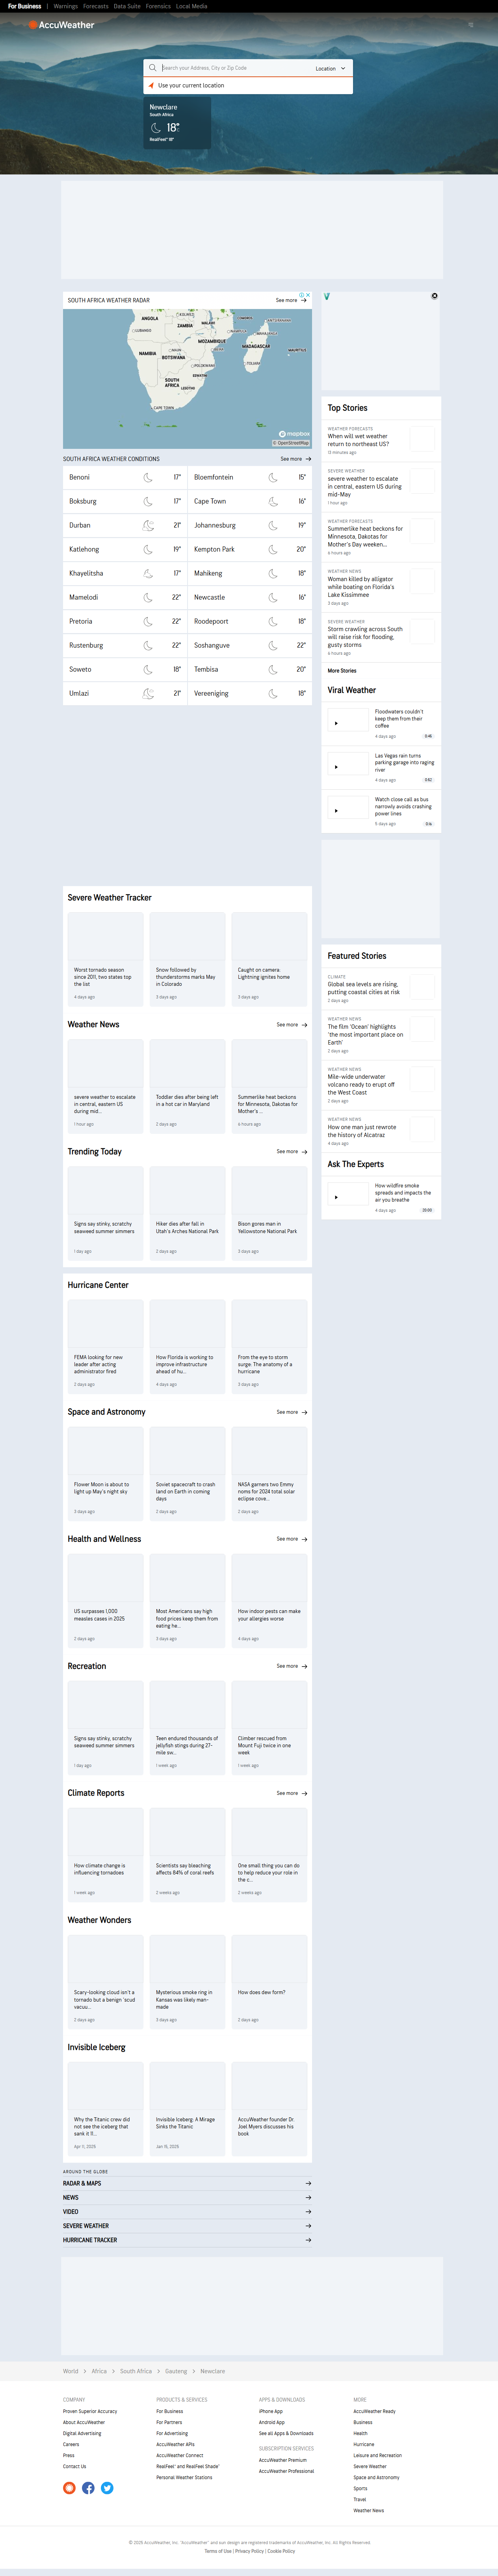 For Business | Warnings Forecasts Data Suite Forensics Local Media
AccuWeather
Search your Address, City or Zip Code
Location
Use your current location
Newclare
South Africa
18°
RealFeel® 18°
SOUTH AFRICA WEATHER RADAR
See more
ANGOLA
ZAMBIA
MALAWI
MOZAMBIQUE
MADAGASCAR
MAURITIUS
NAMIBIA
BOTSWANA
ESWATINI
SOUTH AFRICA
LESOTHO
CAPE TOWN
mapbox
© OpenStreetMap
SOUTH AFRICA WEATHER CONDITIONS
See more
Benoni 17°
Bloemfontein 15°
Boksburg 17°
Cape Town 16°
Durban 21°
Johannesburg 19°
Katlehong 19°
Kempton Park 20°
Khayelitsha 17°
Mahikeng 18°
Mamelodi 22°
Newcastle 16°
Pretoria 22°
Roodepoort 18°
Rustenburg 22°
Soshanguve 22°
Soweto 18°
Tembisa 20°
Umlazi 21°
Vereeniging 18°
Top Stories
WEATHER FORECASTS
When will wet weather
return to northeast US?
13 minutes ago
SEVERE WEATHER
severe weather to escalate
in central, eastern US during
mid-May
1 hour ago
WEATHER FORECASTS
Summerlike heat beckons for
Minnesota, Dakotas for
Mother's Day weeken...
6 hours ago
WEATHER NEWS
Woman killed by alligator
while boating on Florida's
Lake Kissimmee
3 days ago
SEVERE WEATHER
Storm crawling across South
will raise risk for flooding,
gusty storms
6 hours ago
More Stories
Viral Weather
Floodwaters couldn't
keep them from their
coffee
4 days ago 0:46
Las Vegas rain turns
parking garage into raging
river
4 days ago 0:52
Watch close call as bus
narrowly avoids crashing
power lines
5 days ago 0:14
Featured Stories
CLIMATE
Global sea levels are rising,
putting coastal cities at risk
2 days ago
WEATHER NEWS
The film 'Ocean' highlights
'the most important place on
Earth'
2 days ago
WEATHER NEWS
Mile-wide underwater
volcano ready to erupt off
the West Coast
2 days ago
WEATHER NEWS
How one man just rewrote
the history of Alcatraz
4 days ago
Ask The Experts
How wildfire smoke
spreads and impacts the
air you breathe
4 days ago 29:00
Severe Weather Tracker
Worst tornado season
since 2011, two states top
the list
4 days ago
Snow followed by
thunderstorms marks May
in Colorado
3 days ago
Caught on camera:
Lightning ignites home
3 days ago
Weather News
See more
severe weather to escalate
in central, eastern US
during mid...
1 hour ago
Toddler dies after being left
in a hot car in Maryland
2 days ago
Summerlike heat beckons
for Minnesota, Dakotas for
Mother's ...
6 hours ago
Trending Today
See more
Signs say stinky, scratchy
seaweed summer simmers
1 day ago
Hiker dies after fall in
Utah's Arches National Park
2 days ago
Bison gores man in
Yellowstone National Park
3 days ago
Hurricane Center
FEMA looking for new
leader after acting
administrator fired
2 days ago
How Florida is working to
improve infrastructure
ahead of hu...
4 days ago
From the eye to storm
surge: The anatomy of a
hurricane
3 days ago
Space and Astronomy
See more
Flower Moon is about to
light up May's night sky
3 days ago
Soviet spacecraft to crash
land on Earth in coming
days
2 days ago
NASA garners two Emmy
noms for 2024 total solar
eclipse cove...
2 days ago
Health and Wellness
See more
US surpasses 1,000
measles cases in 2025
2 days ago
Most Americans say high
food prices keep them from
eating he...
3 days ago
How indoor pests can make
your allergies worse
4 days ago
Recreation
See more
Signs say stinky, scratchy
seaweed summer simmers
1 day ago
Teen endured thousands of
jellyfish stings during 27-
mile sw...
1 week ago
Climber rescued from
Mount Fuji twice in one
week
1 week ago
Climate Reports
See more
How climate change is
influencing tornadoes
1 week ago
Scientists say bleaching
affects 84% of coral reefs
2 weeks ago
One small thing you can do
to help reduce your role in
the c...
2 weeks ago
Weather Wonders
Scary-looking cloud isn't a
tornado but a benign 'scud
vacuu...
2 days ago
Mysterious smoke ring in
Kansas was likely man-
made
3 days ago
How does dew form?
2 days ago
Invisible Iceberg
Why the Titanic crew did
not see the iceberg that
sank it 11...
Apr 11, 2025
Invisible Iceberg: A Mirage
Sinks the Titanic
Jan 15, 2025
AccuWeather founder Dr.
Joel Myers discusses his
book
AROUND THE GLOBE
RADAR & MAPS
NEWS
VIDEO
SEVERE WEATHER
HURRICANE TRACKER
World > Africa > South Africa > Gauteng > Newclare
COMPANY
Proven Superior Accuracy
About AccuWeather
Digital Advertising
Careers
Press
Contact Us
PRODUCTS & SERVICES
For Business
For Partners
For Advertising
AccuWeather APIs
AccuWeather Connect
RealFeel® and RealFeel Shade™
Personal Weather Stations
APPS & DOWNLOADS
iPhone App
Android App
See all Apps & Downloads
SUBSCRIPTION SERVICES
AccuWeather Premium
AccuWeather Professional
MORE
AccuWeather Ready
Business
Health
Hurricane
Leisure and Recreation
Severe Weather
Space and Astronomy
Sports
Travel
Weather News
© 2025 AccuWeather, Inc. "AccuWeather" and sun design are registered trademarks of AccuWeather, Inc. All Rights Reserved.
Terms of Use | Privacy Policy | Cookie Policy